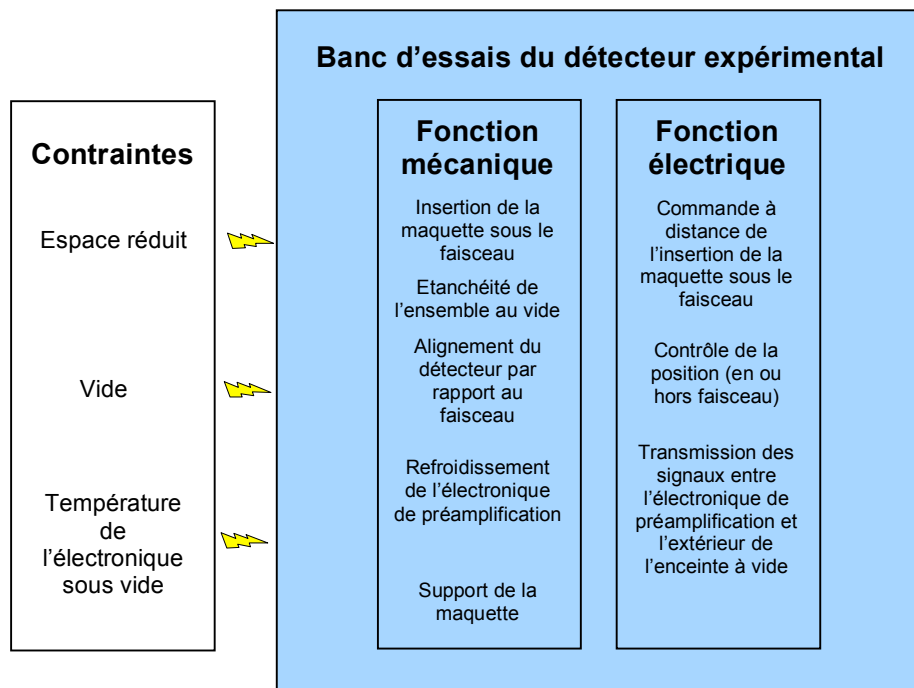 Banc d'essais du détecteur expérimental
Contraintes
Espace réduit
Vide
Température
de
l'électronique
sous vide
Fonction
mécanique
Insertion de la
maquette sous le
faisceau
Etanchéité de
l'ensemble au vide
Alignement du
détecteur par
rapport au
faisceau
Refroidissement
de l'électronique
de préamplification
Support de la
maquette
Fonction
électrique
Commande à
distance de
l'insertion de la
maquette sous le
faisceau
Contrôle de la
position (en ou
hors faisceau)
Transmission des
signaux entre
l'électronique de
préamplification et
l'extérieur de
l'enceinte à vide